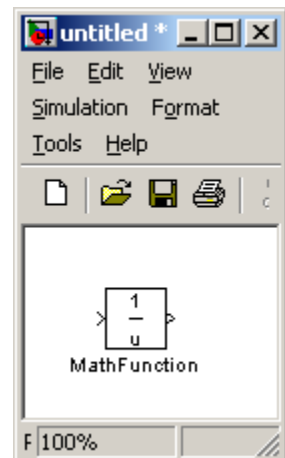 untitled *
File Edit View
Simulation Format
Tools Help
1
u
MathFunction
F 100%